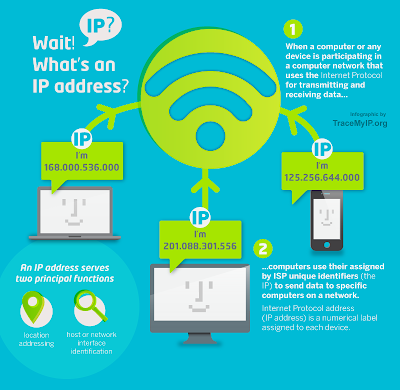 IP?
Wait!
What's an
IP address?
1
When a computer or any
device is participating in
a computer network that
uses the Internet Protocol
for transmitting and
receiving data...
infographic by
TraceMyIP.org
IP
I'm
168.000.536.000
IP
I'm
125.256.644.000
IP
I'm
201.088.301.556
2
...computers use their assigned
by ISP unique identifiers (the
IP) to send data to specific
computers on a network.
Internet Protocol address
(IP address) is a numerical label
assigned to each device.
An IP address serves
two principal functions
location
addressing
host or network
interface
identification